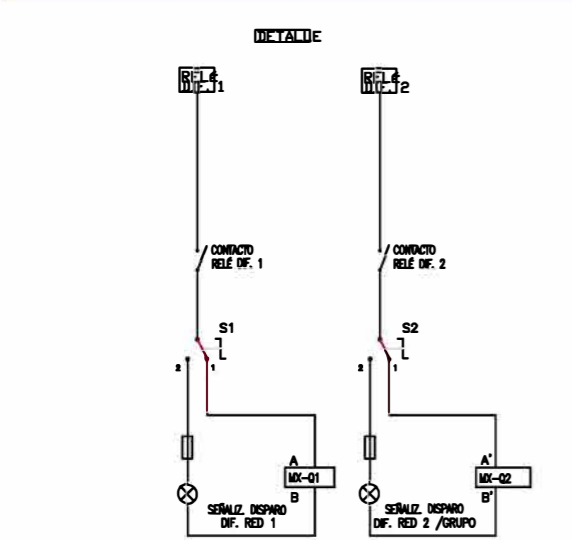 DETALLE
RELÉ
DIF. 1
RELÉ
DIF. 2
CONTACTO
RELÉ DIF. 1
CONTACTO
RELÉ DIF. 2
S1
S2
2
1
2
1
A
MX-Q1
B
A'
MX-Q2
B'
SEÑALIZ. DISPARO
DIF. RED 1
SEÑALIZ. DISPARO
DIF. RED 2 /GRUPO